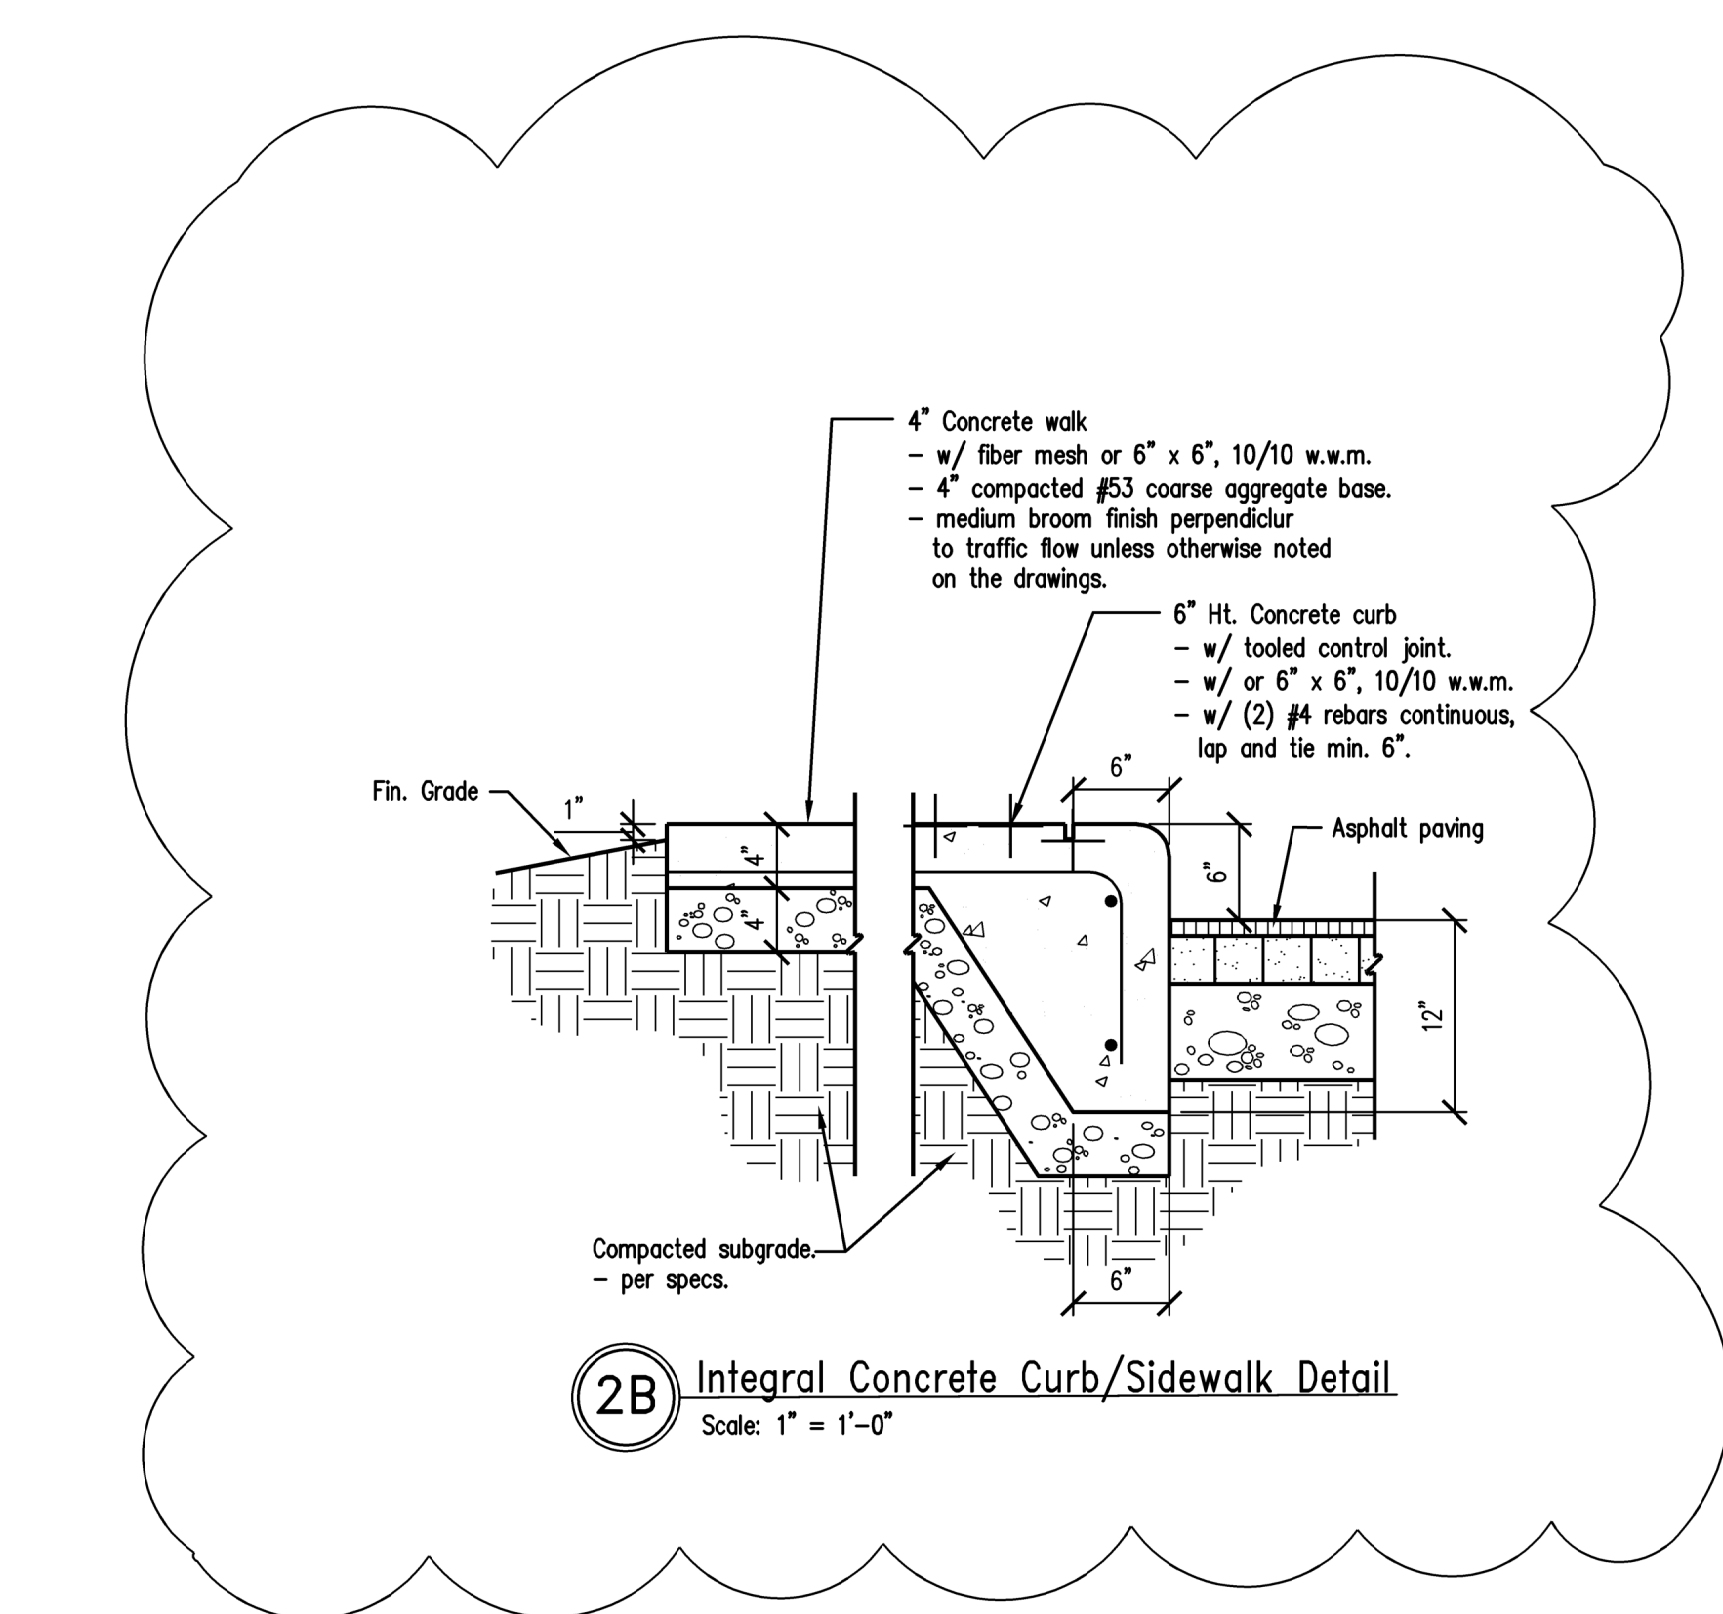 4” Concrete walk
– w/ fiber mesh or 6” x 6”, 10/10 w.w.m.
– 4” compacted #53 coarse aggregate base.
– medium broom finish perpendiclur
to traffic flow unless otherwise noted
on the drawings.
6” Ht. Concrete curb
– w/ tooled control joint.
– w/ or 6” x 6”, 10/10 w.w.m.
– w/ (2) #4 rebars continuous,
lap and tie min. 6”.
6”
Fin. Grade
1”
Asphalt paving
4”
6”
4”
12”
Compacted subgrade.
– per specs.
6”
2B
Integral Concrete Curb/Sidewalk Detail
Scale: 1” = 1’–0”